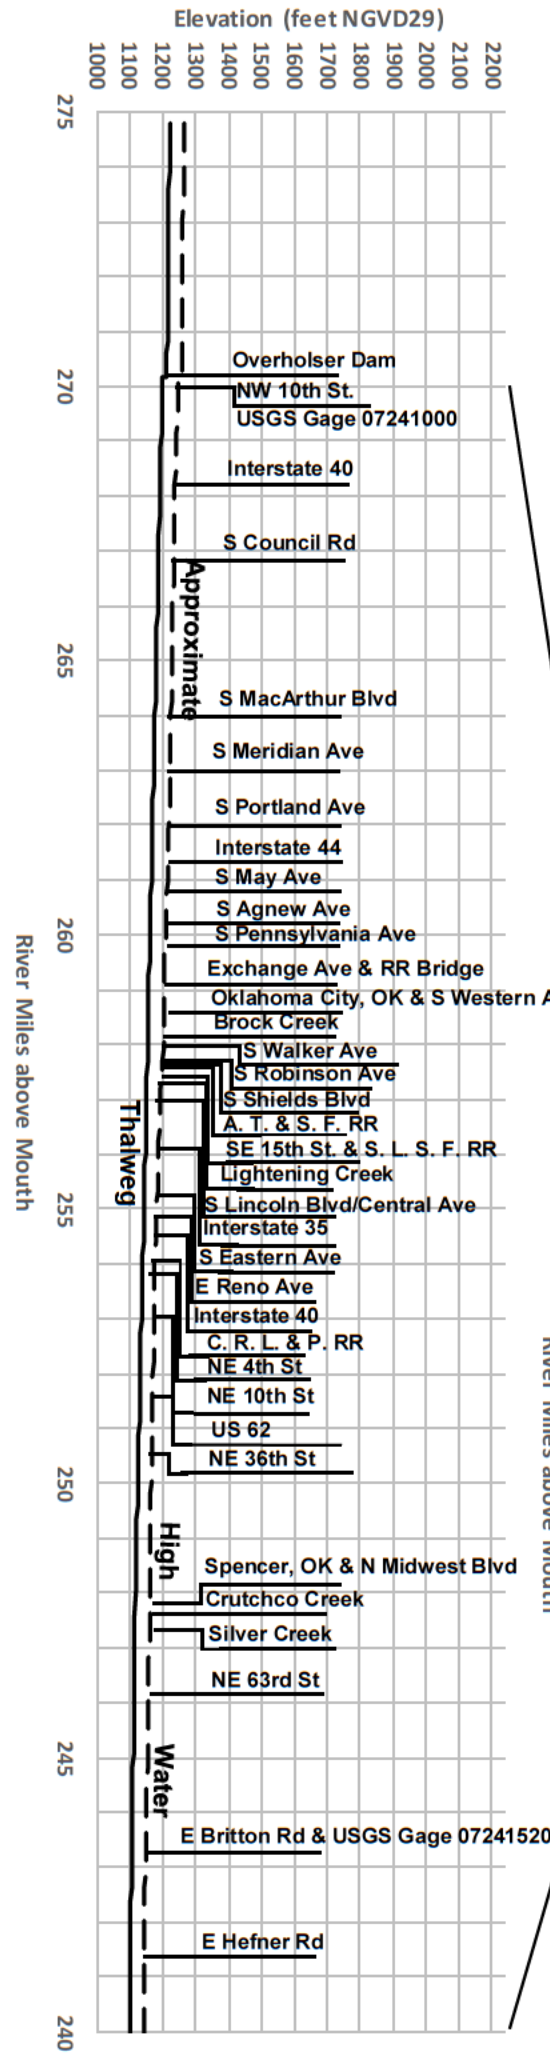 Elevation (feet NGVD29)
1000 1100 1200 1300 1400 1500 1600 1700 1800 1900 2000 2100 2200
275
Overholser Dam
270
NW 10th St.
USGS Gage 07241000
Interstate 40
S Council Rd
Approximate
265
S MacArthur Blvd
S Meridian Ave
S Portland Ave
Interstate 44
S May Ave
S Agnew Ave
260
S Pennsylvania Ave
River Miles above Mouth
Exchange Ave & RR Bridge
Oklahoma City, OK & S Western A
Brock Creek
S Walker Ave
S Robinson Ave
S Shields Blvd
Thalweg
A. T. & S. F. RR
SE 15th St. & S. L. S. F. RR
Lightening Creek
255
S Lincoln Blvd/Central Ave
Interstate 35
S Eastern Ave
E Reno Ave
Interstate 40
C. R. L. & P. RR
River Miles above Mouth
NE 4th St
NE 10th St
US 62
NE 36th St
250
High
Spencer, OK & N Midwest Blvd
Crutchco Creek
Silver Creek
NE 63rd St
245
Water
E Britton Rd & USGS Gage 07241520
E Hefner Rd
240